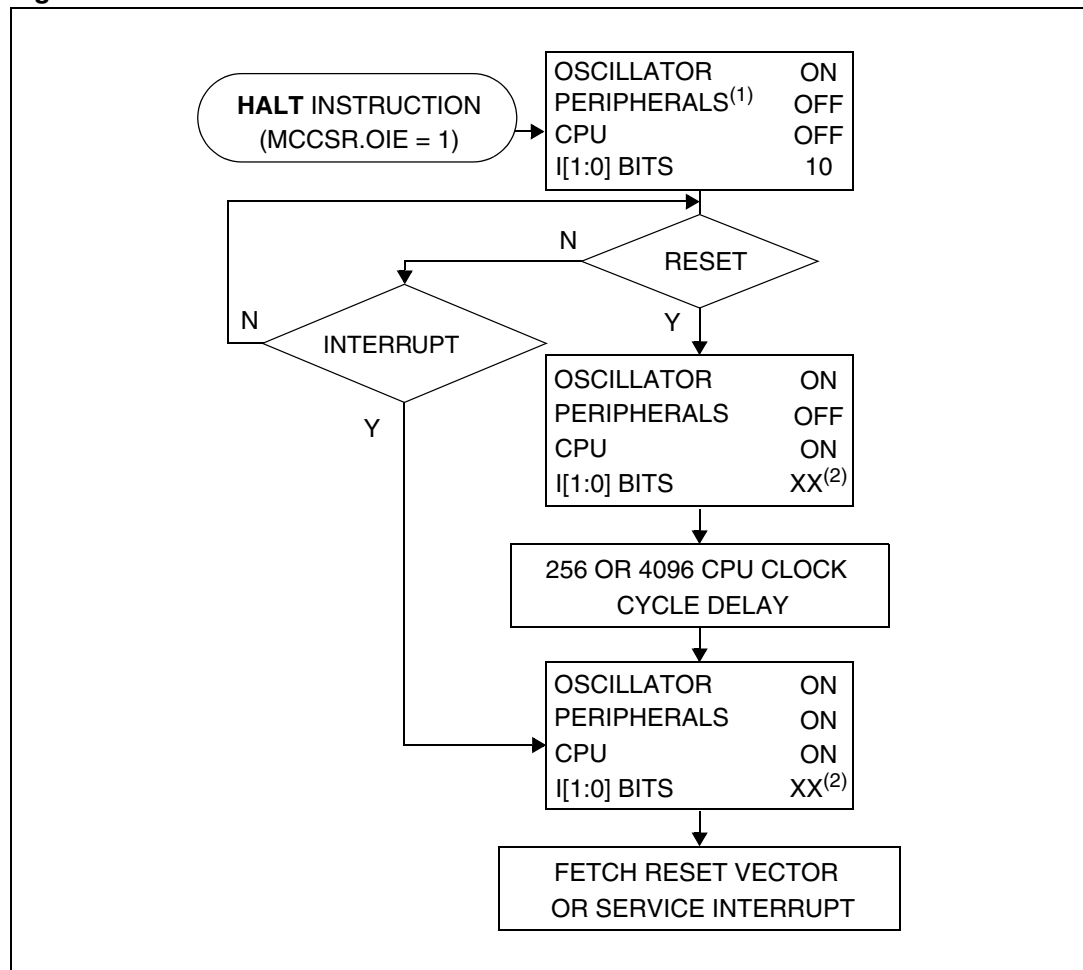 HALT INSTRUCTION
(MCCSR.OIE = 1)
OSCILLATOR ON
PERIPHERALS(1) OFF
CPU OFF
I[1:0] BITS 10
RESET
N
Y
INTERRUPT
N
Y
OSCILLATOR ON
PERIPHERALS OFF
CPU ON
I[1:0] BITS XX(2)
256 OR 4096 CPU CLOCK
CYCLE DELAY
OSCILLATOR ON
PERIPHERALS ON
CPU ON
I[1:0] BITS XX(2)
FETCH RESET VECTOR
OR SERVICE INTERRUPT